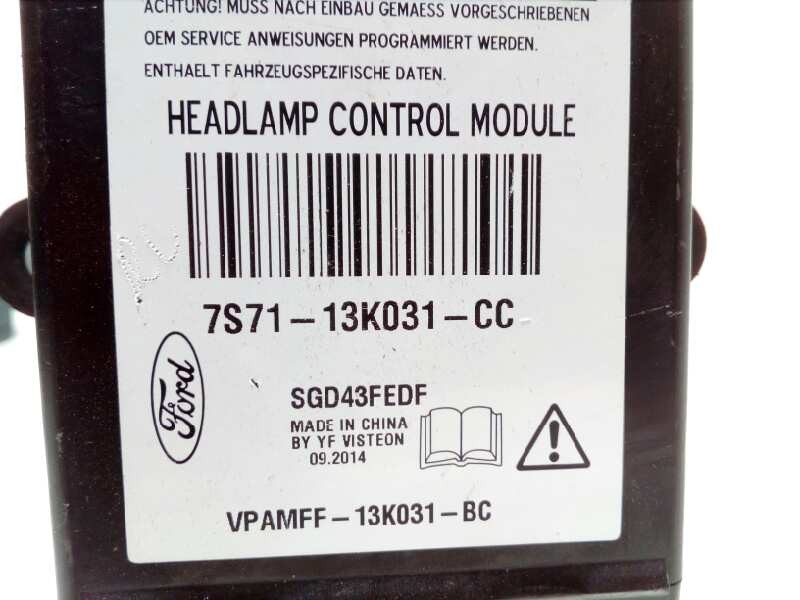 ACHTUNG! MUSS NACH EINBAU GEMAESS VORGESCHRIEBENEN
OEM SERVICE ANWEISUNGEN PROGRAMMIERT WERDEN.
ENTHAELT FAHRZEUGSPEZIFISCHE DATEN.
HEADLAMP CONTROL MODULE
7S71-13K031-CC
Ford
SGD43FEDF
MADE IN CHINA
BY YF VISTEON
09.2014
VPAMFF-13K031-BC